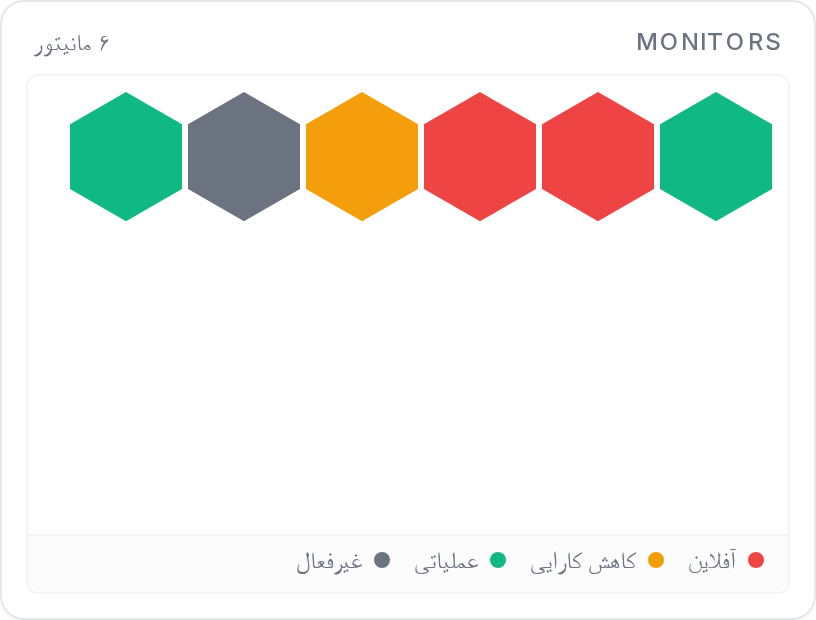 MONITORS
۶ مانیتور
آفلاین
کاهش کارایی
عملیاتی
غیرفعال